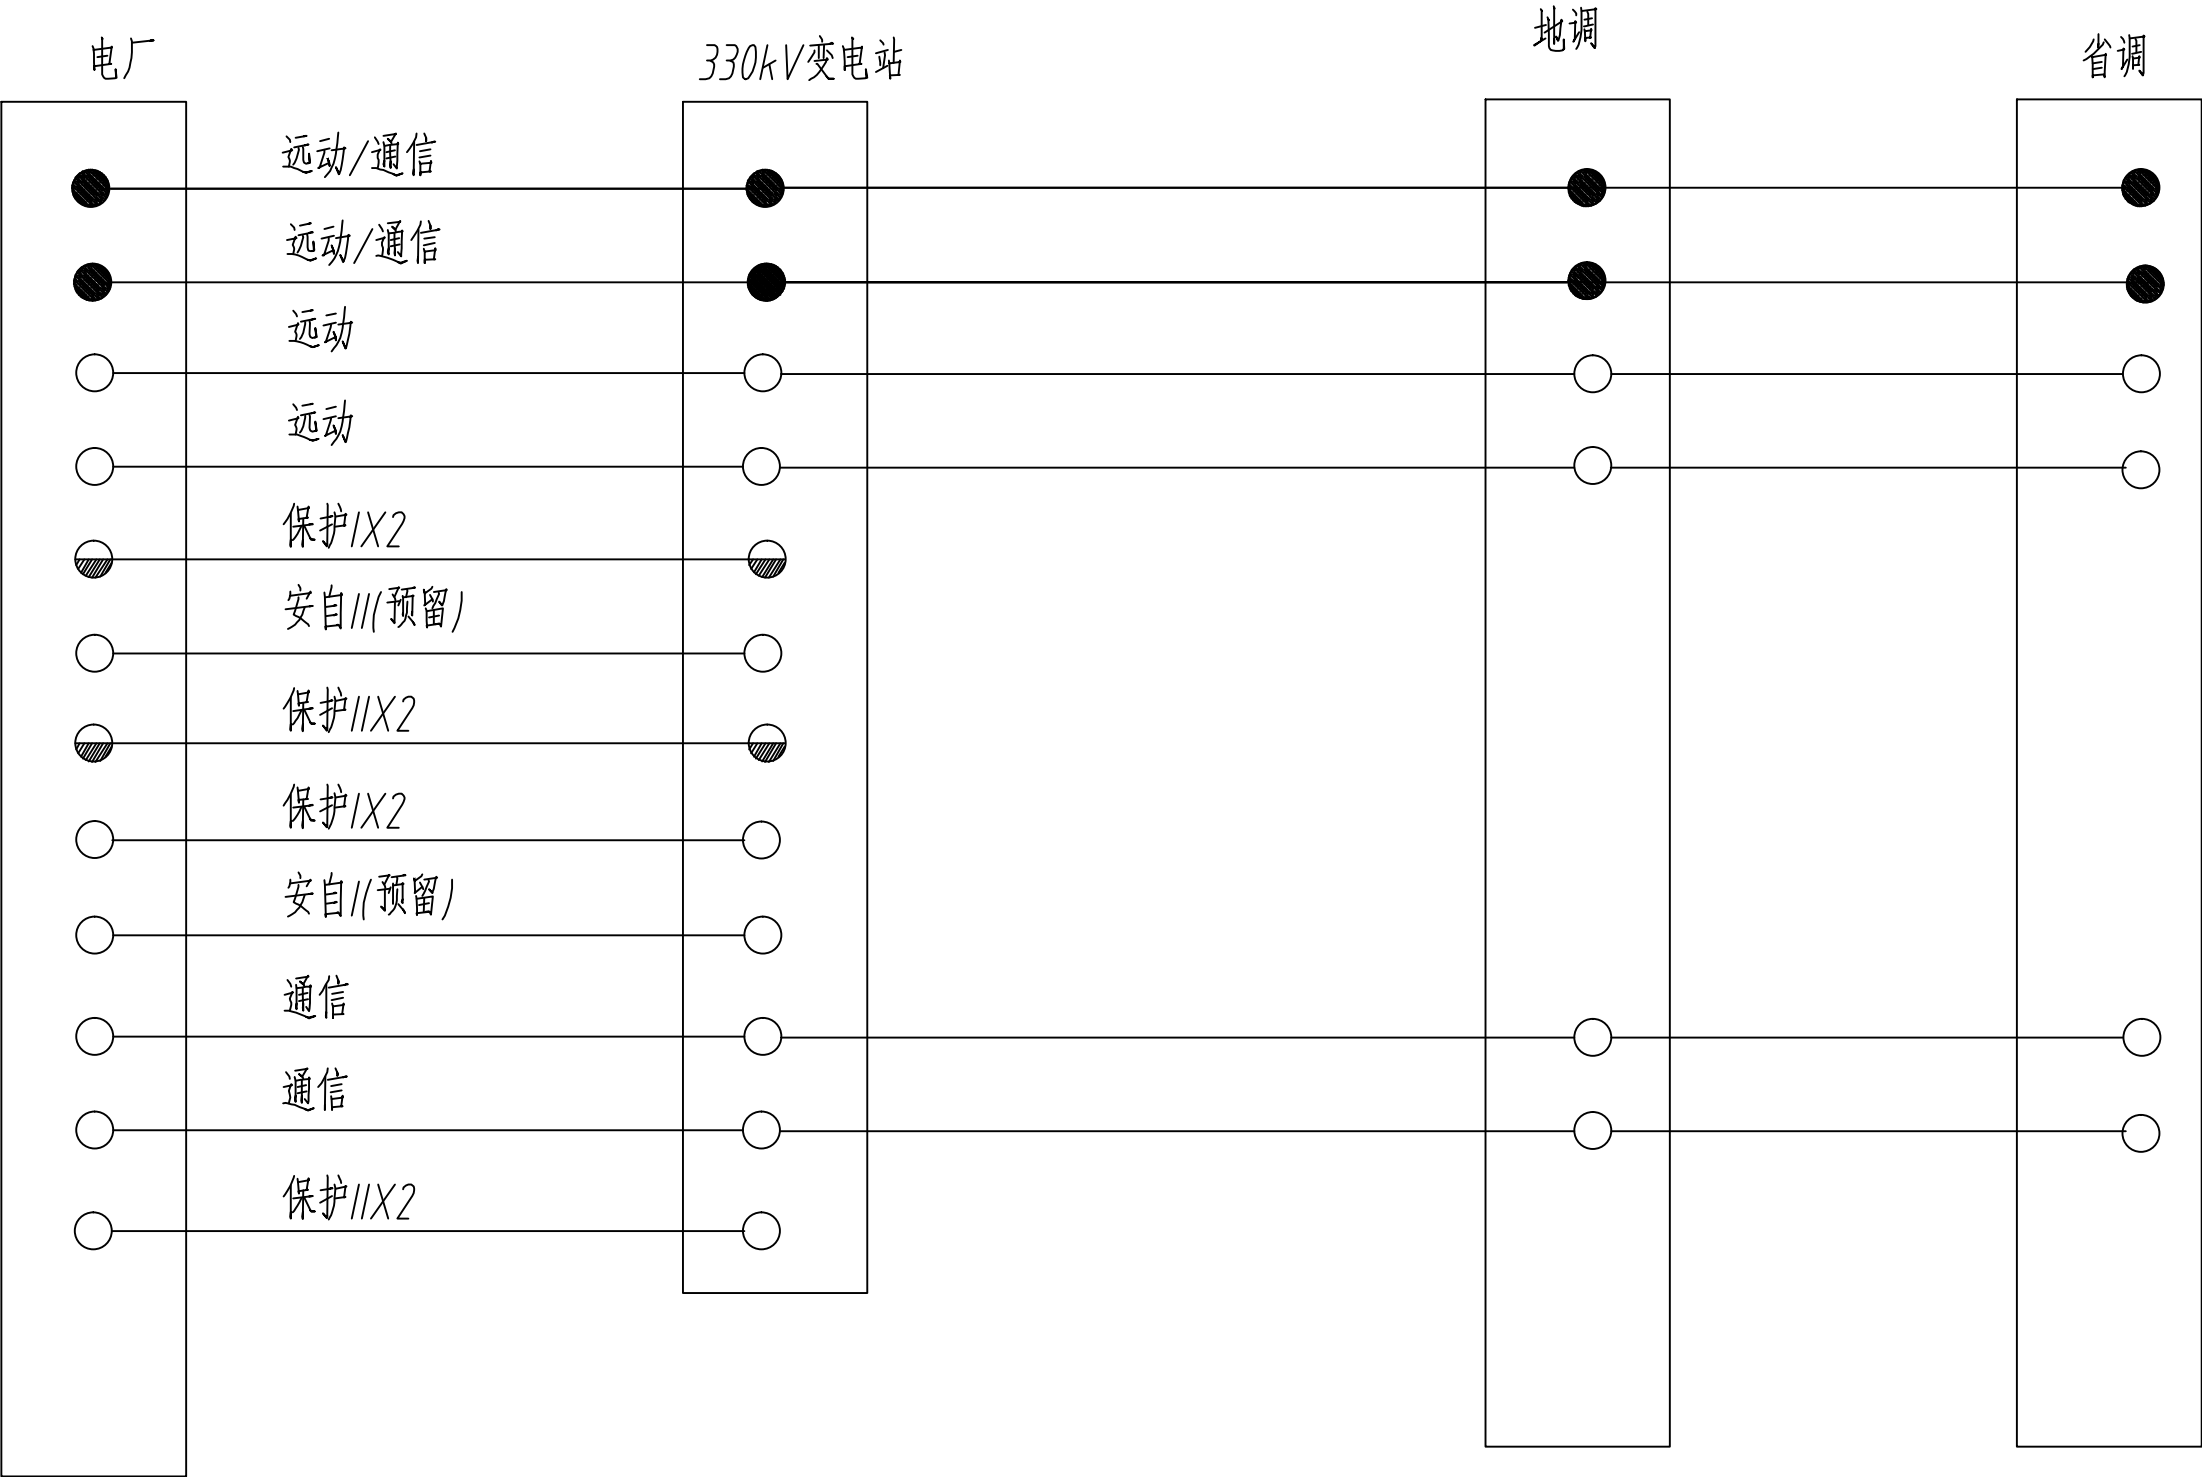 电厂
330kV变电站
地调
省调
远动/通信
远动/通信
远动
远动
保护IX2
安自II(预留)
保护IIX2
保护IX2
安自I(预留)
通信
通信
保护IIX2